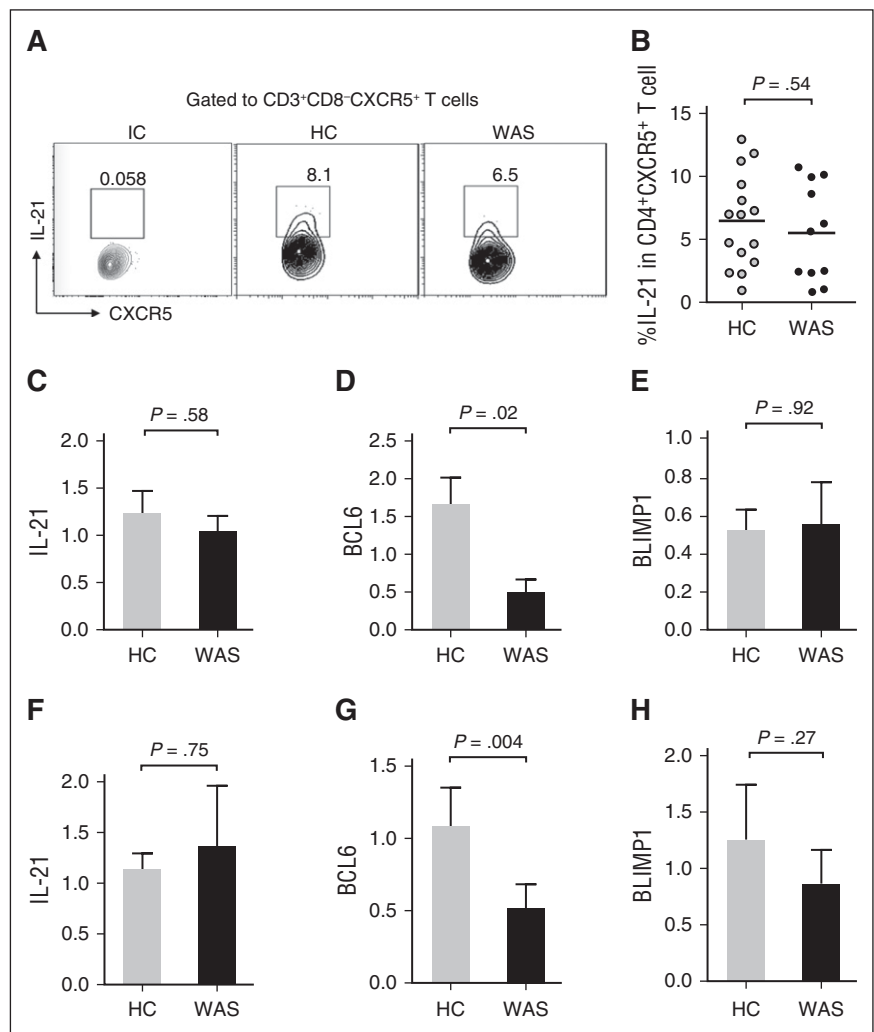 A
Gated to CD3⁺CD8⁻CXCR5⁺ T cells
IC
HC
WAS
0.058
8.1
6.5
IL-21
CXCR5
B
P = .54
%IL-21 in CD4⁺CXCR5⁺ T cell
15
10
5
0
HC
WAS
C
P = .58
IL-21
2.0
1.5
1.0
0.5
0.0
HC
WAS
D
P = .02
BCL6
2.5
2.0
1.5
1.0
0.5
0.0
HC
WAS
E
P = .92
BLIMP1
1.0
0.8
0.6
0.4
0.2
0.0
HC
WAS
F
P = .75
IL-21
2.0
1.5
1.0
0.5
0.0
HC
WAS
G
P = .004
BCL6
1.5
1.0
0.5
0.0
HC
WAS
H
P = .27
BLIMP1
2.0
1.5
1.0
0.5
0.0
HC
WAS